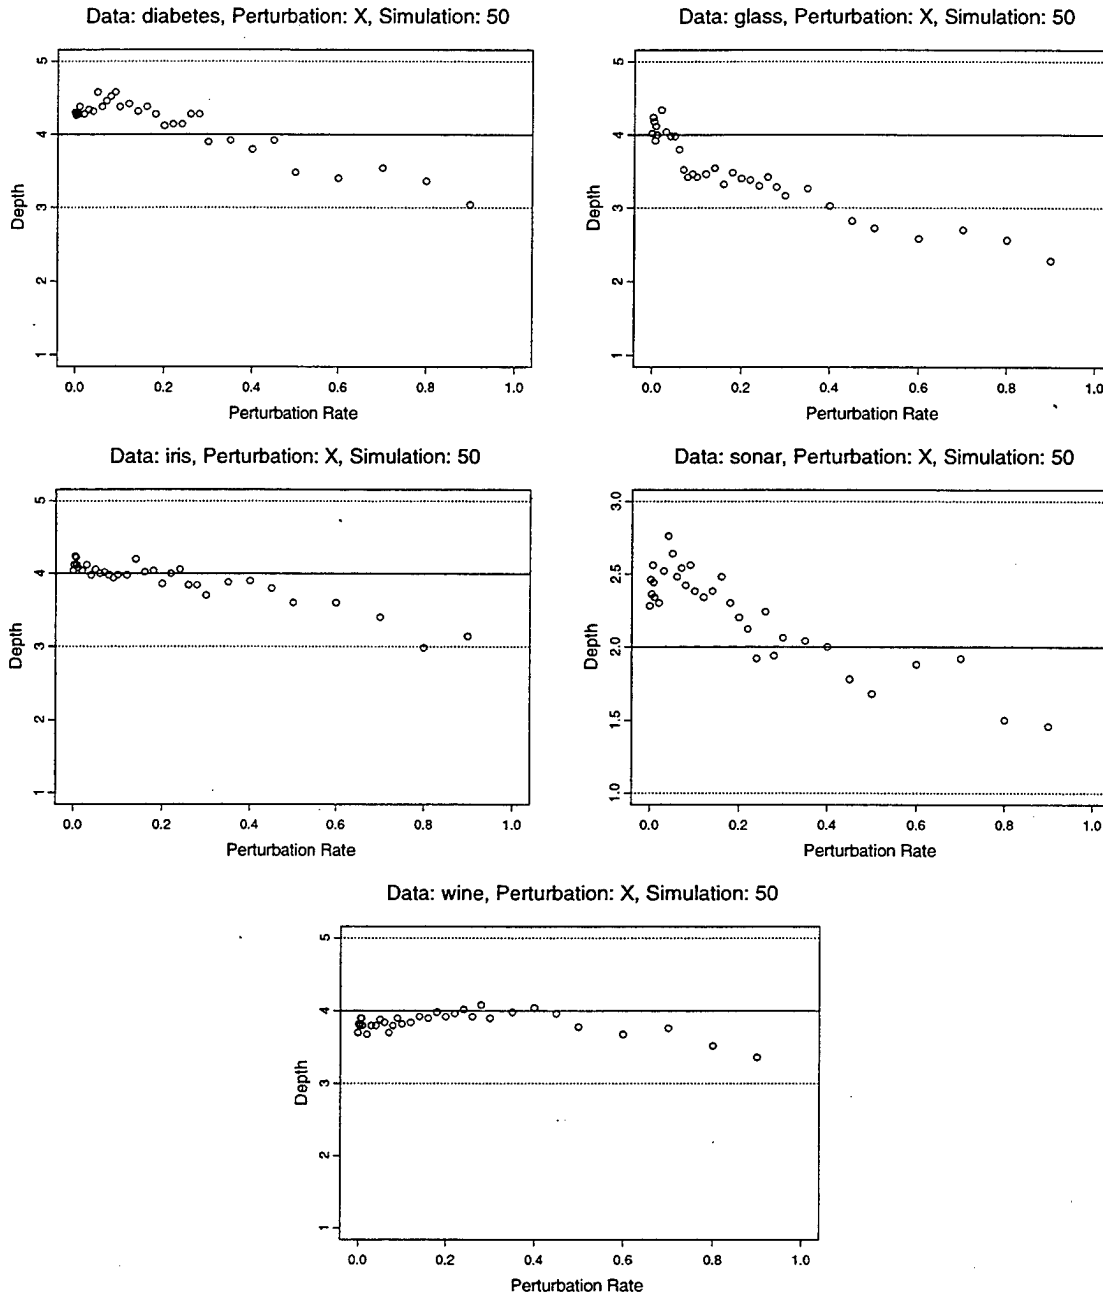 Data: diabetes, Perturbation: X, Simulation: 50
Depth
5
4
3
2
1
0.0 0.2 0.4 0.6 0.8 1.0
Perturbation Rate
Data: glass, Perturbation: X, Simulation: 50
Depth
5
4
3
2
1
0.0 0.2 0.4 0.6 0.8 1.0
Perturbation Rate
Data: iris, Perturbation: X, Simulation: 50
Depth
5
4
3
2
1
0.0 0.2 0.4 0.6 0.8 1.0
Perturbation Rate
Data: sonar, Perturbation: X, Simulation: 50
Depth
3.0
2.5
2.0
1.5
1.0
0.0 0.2 0.4 0.6 0.8 1.0
Perturbation Rate
Data: wine, Perturbation: X, Simulation: 50
Depth
5
4
3
2
1
0.0 0.2 0.4 0.6 0.8 1.0
Perturbation Rate